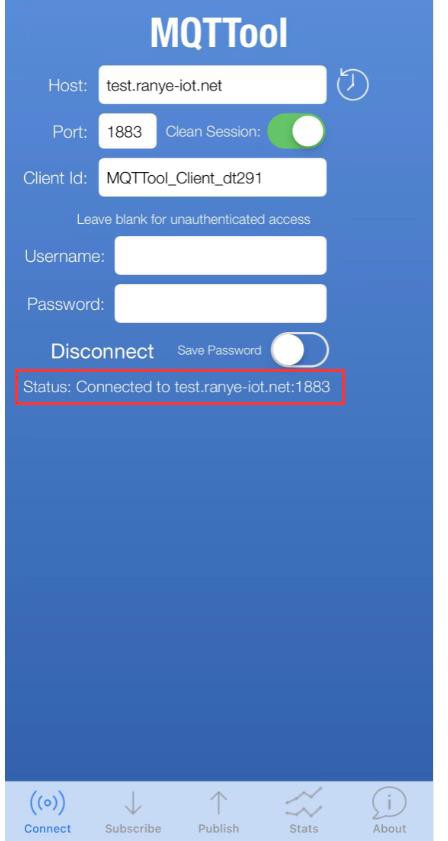 MQTTool
Host: test.ranye-iot.net
Port: 1883 Clean Session:
Client Id: MQTTool_Client_dt291
Leave blank for unauthenticated access
Username:
Password:
Disconnect Save Password
Status: Connected to test.ranye-iot.net:1883
Connect Subscribe Publish Stats About